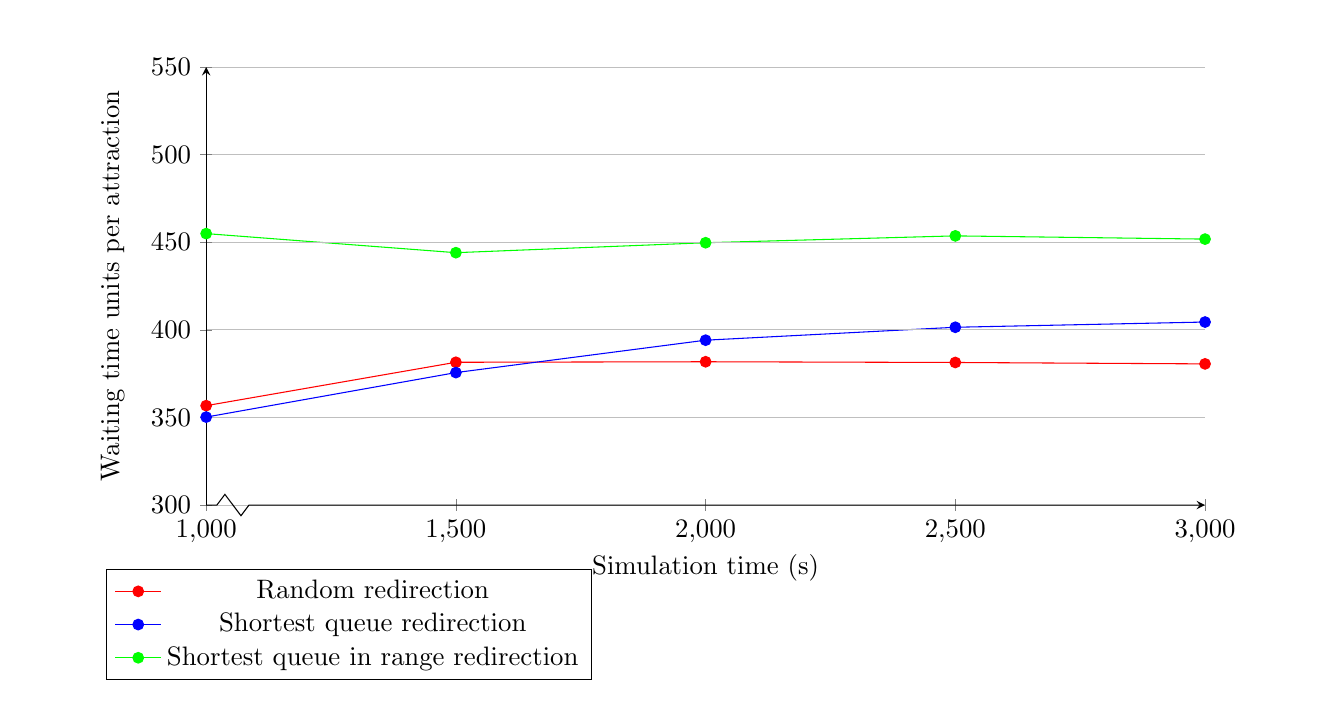 550
500
450
400
350
300
Waiting time units per attraction
1,000 1,500 2,000 2,500 3,000
Simulation time (s)
Random redirection
Shortest queue redirection
Shortest queue in range redirection